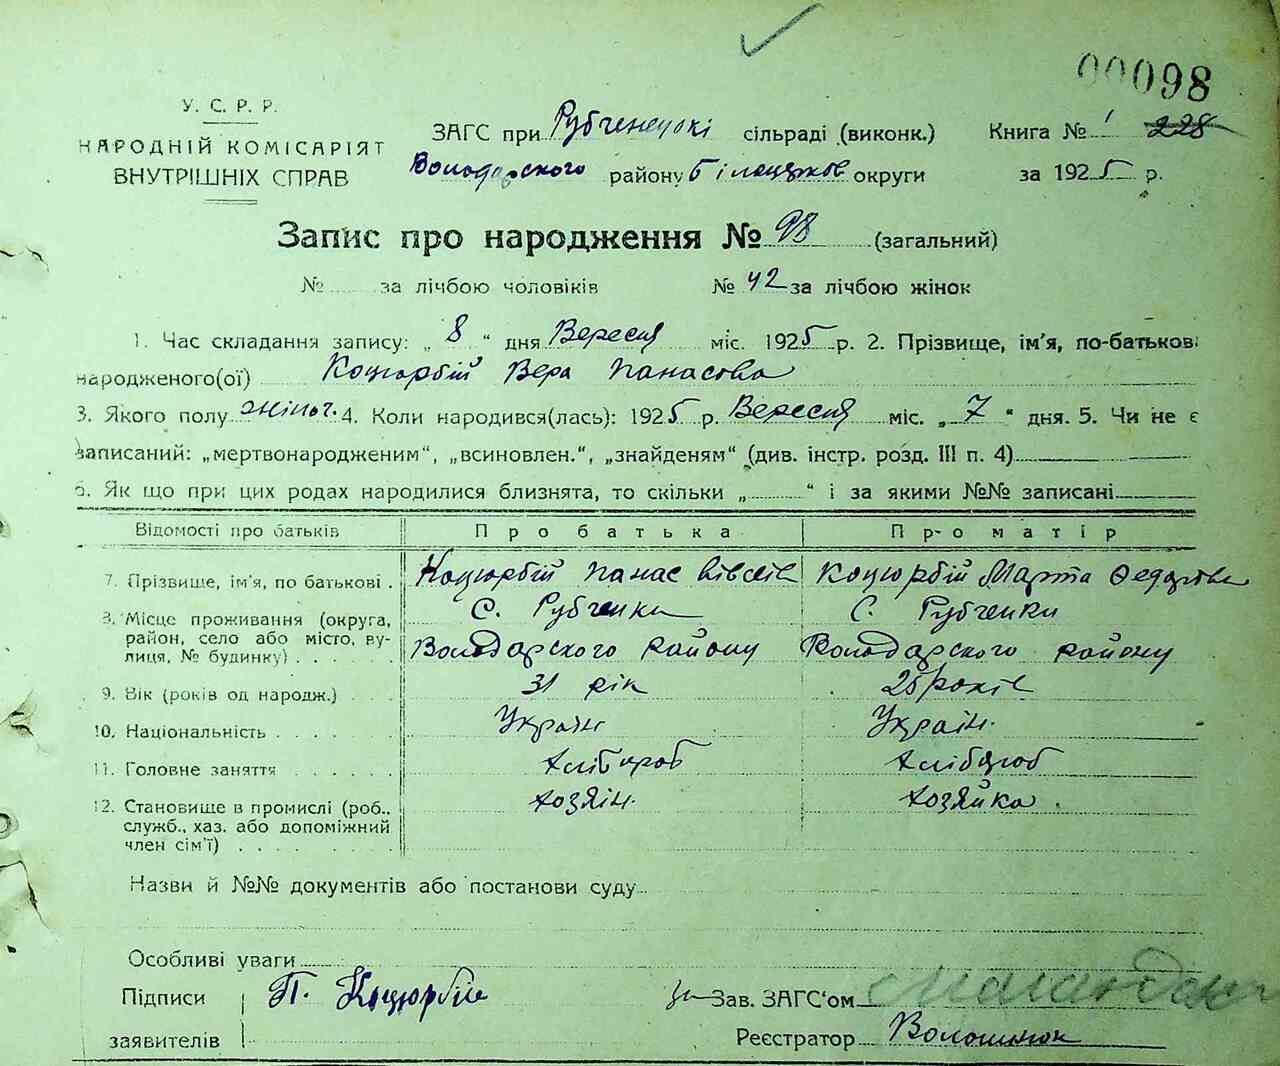 00098
У. С. Р. Р.
НАРОДНІЙ КОМІСАРІЯТ
ВНУТРІШНІХ СПРАВ
ЗАГС при Рубченецькі сільраді (виконк.) Книга № 1 228
Володарского району Білоцерков округи за 1925 р.
Запис про народження № 98 (загальний)
№ за лічбою чоловіків № 42 за лічбою жінок
1. Час складання запису: „ 8 “ дня Вересня міс. 1925 р. 2. Прізвище, ім'я, по-батькові
народженого(ої) Коцюрбій Вера Панасова
3. Якого полу жіноч. 4. Коли народився(лась): 1925 р. Вересня міс. „ 7 “ дня. 5. Чи не є
записаний: „мертвонародженим“, „всиновлен.“, „знайденям“ (див. інстр. розд. III п. 4)
6. Як що при цих родах народилися близнята, то скільки „ “ і за якими №№ записані
Відомості про батьків Про батька Про матір
7. Прізвище, ім'я, по батькові . Коцюрбій Панас Коцюрбій Марта
8. Місце проживання (округа, район, село або місто, вулиця, № будинку) . . . . .
с. Рубченки с. Рубченки
Володарского району Володарского району
9. Вік (років од народж.) . . 31 рік 25 років
10. Національність . . . . . Україн Україн.
11. Головне заняття . . . . . . Хлібороб Хлібороб
12. Становище в промислі (роб., служб., хаз. або допоміжний член сім'ї) . . . . . . хозяін. хозяйка .
Назви й №№ документів або постанови суду
Особливі уваги
Підписи заявителів П. Коцюрбій
Зав. ЗАГС'ом
Реєстратор Волошинюк